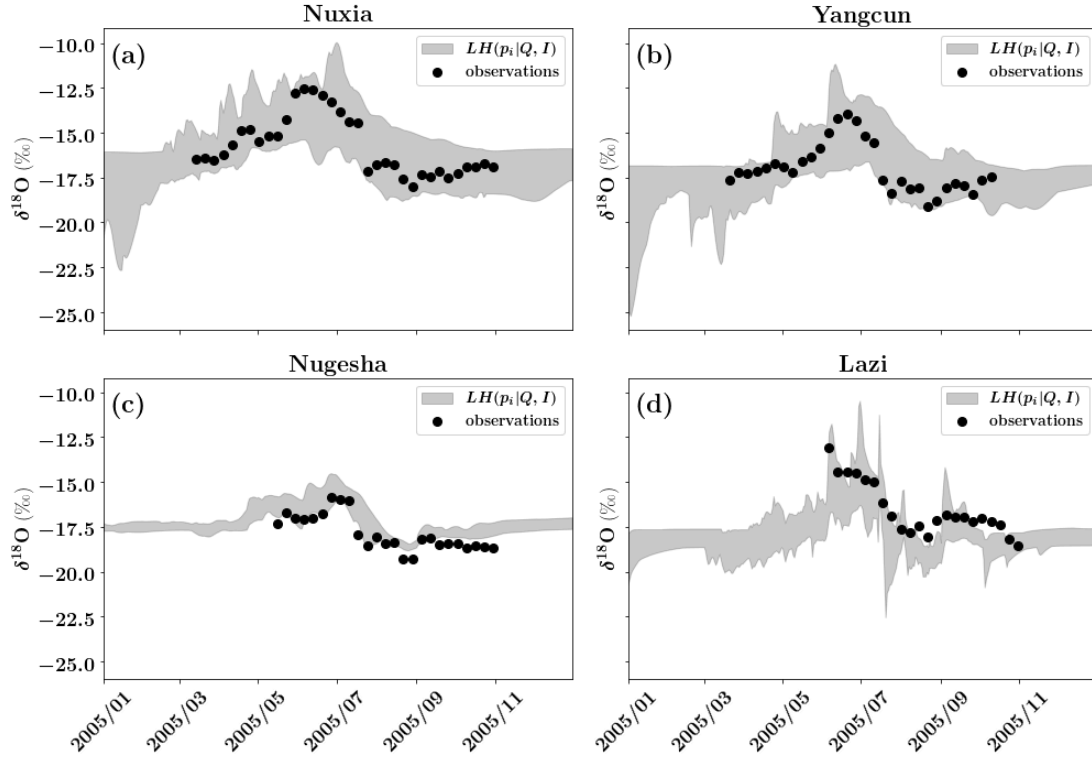 Nuxia
(a)
LH(p_i|Q, I)
observations
−10.0
−12.5
−15.0
−17.5
−20.0
−22.5
−25.0
δ¹⁸O (‰)
Yangcun
(b)
LH(p_i|Q, I)
observations
δ¹⁸O (‰)
Nugesha
(c)
LH(p_i|Q, I)
observations
−10.0
−12.5
−15.0
−17.5
−20.0
−22.5
−25.0
δ¹⁸O (‰)
2005/01
2005/03
2005/05
2005/07
2005/09
2005/11
Lazi
(d)
LH(p_i|Q, I)
observations
δ¹⁸O (‰)
2005/01
2005/03
2005/05
2005/07
2005/09
2005/11